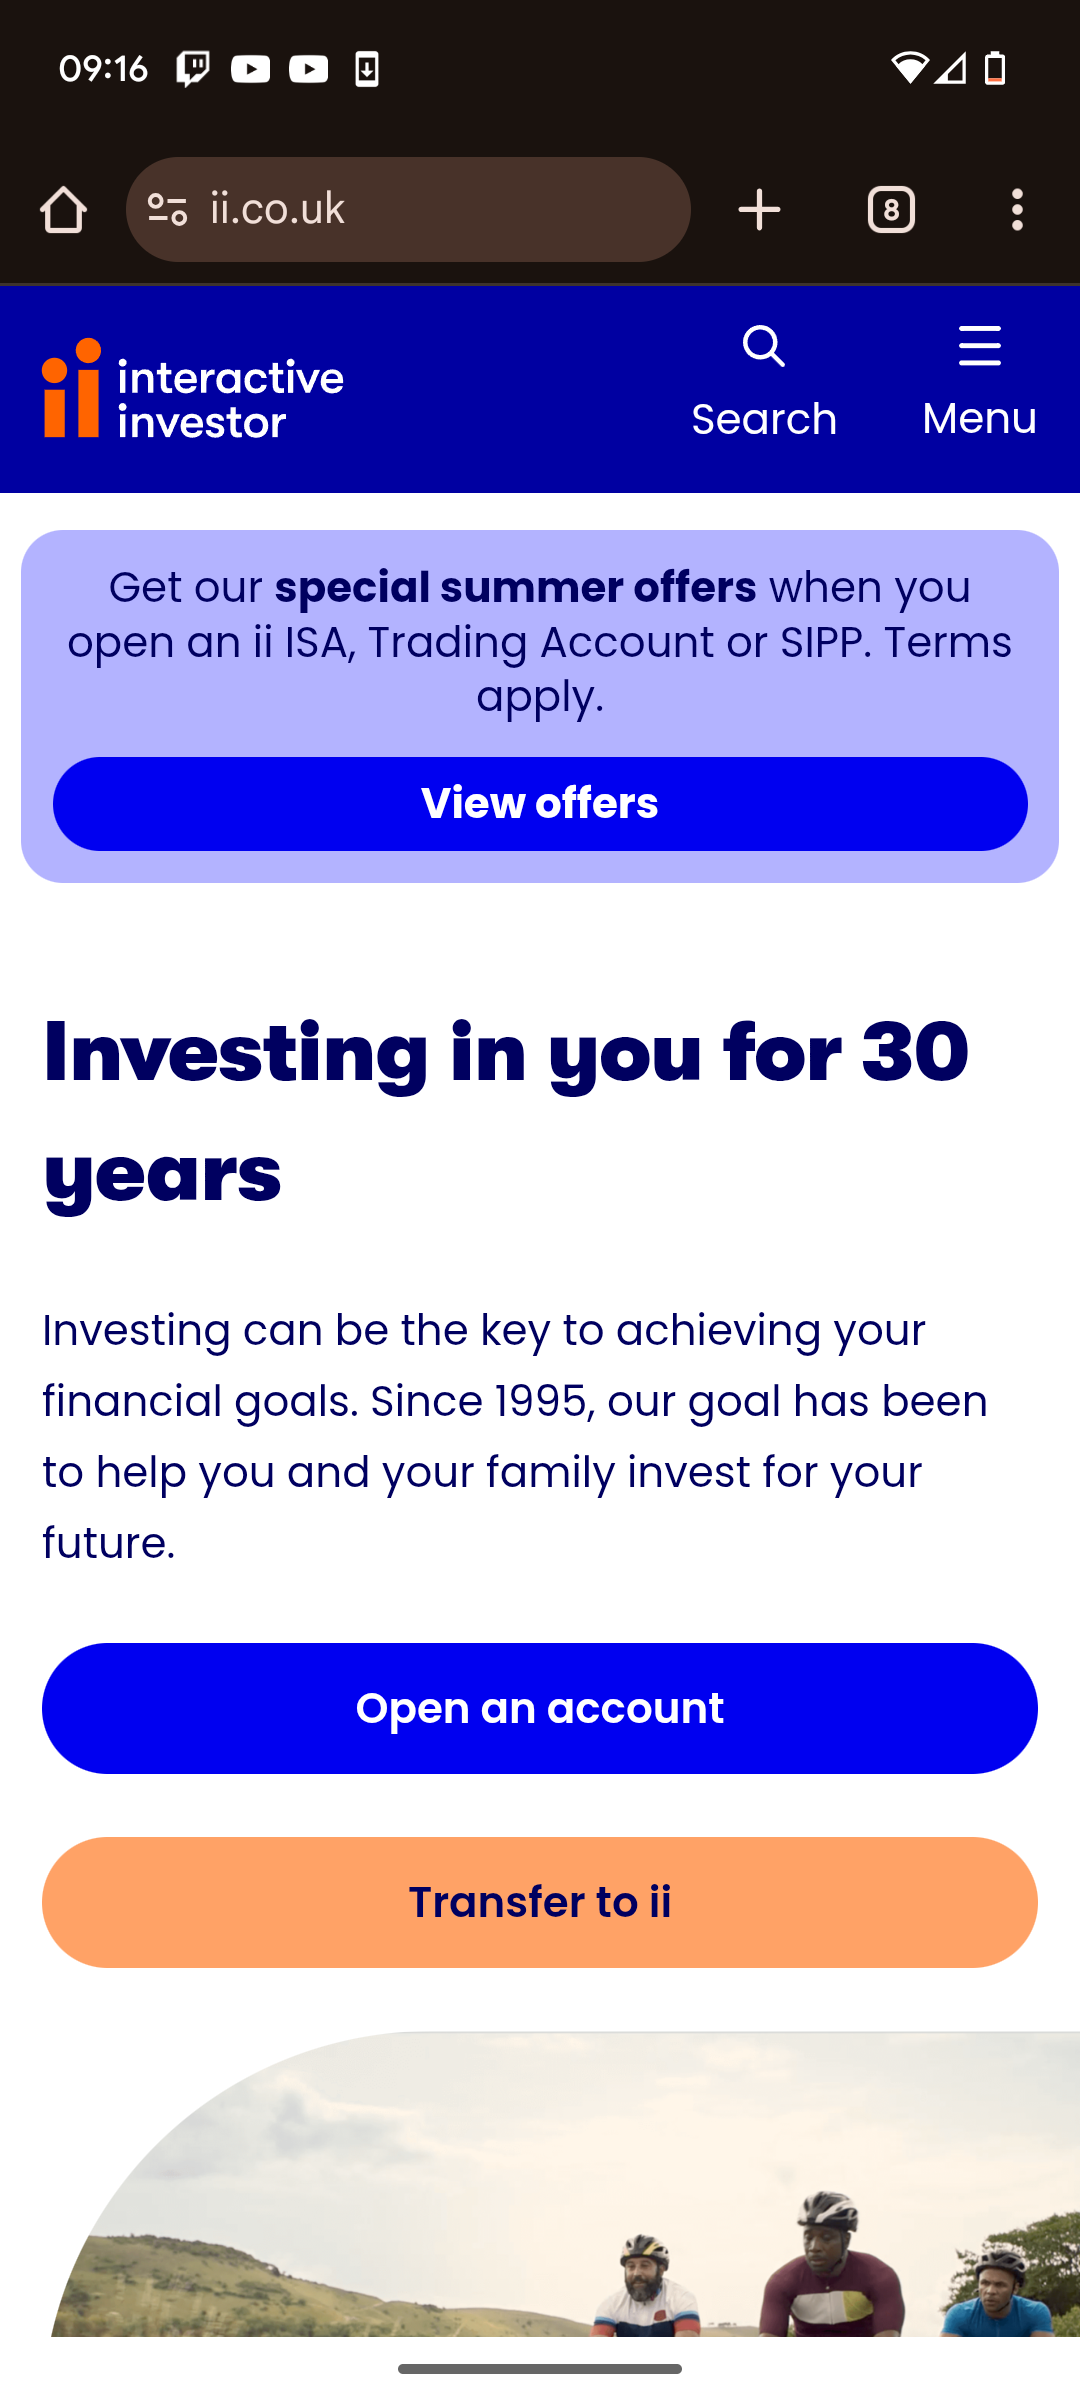 09:16
ii.co.uk
8
interactive
investor
Search
Menu
Get our special summer offers when you
open an ii ISA, Trading Account or SIPP. Terms
apply.
View offers
Investing in you for 30
years
Investing can be the key to achieving your
financial goals. Since 1995, our goal has been
to help you and your family invest for your
future.
Open an account
Transfer to ii